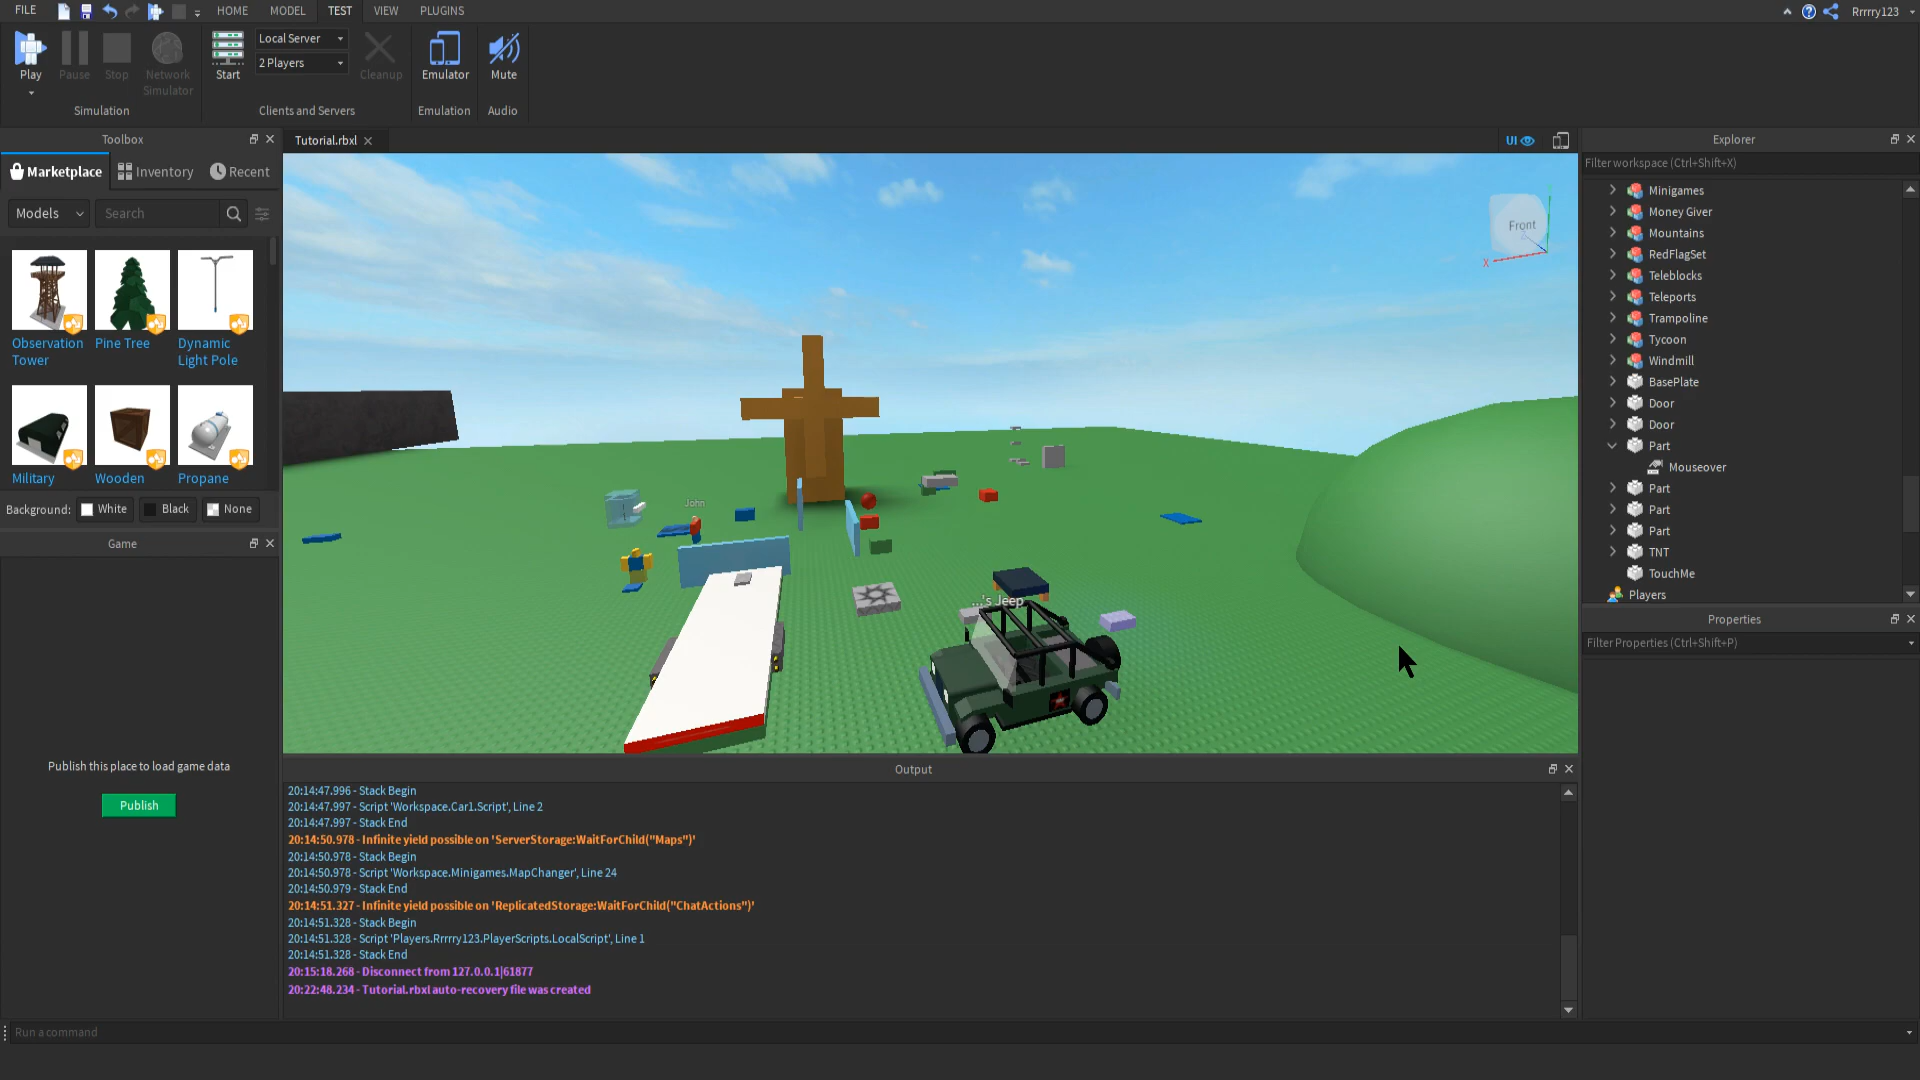 FILE
HOME
MODEL
TEST
VIEW
PLUGINS
Rrrrry123
Play
Pause
Stop
Network
Simulator
Simulation
Start
Local Server
2 Players
Cleanup
Clients and Servers
Emulator
Emulation
Mute
Audio
Toolbox
Marketplace
Inventory
Recent
Models
Search
Observation
Tower
Pine Tree
Dynamic
Light Pole
Military
Wooden
Propane
Background:
White
Black
None
Game
Publish this place to load game data
Publish
Tutorial.rbxl
UI
Front
X
John
...'s Jeep
Output
20:14:47.996 - Stack Begin
20:14:47.997 - Script 'Workspace.Car1.Script', Line 2
20:14:47.997 - Stack End
20:14:50.978 - Infinite yield possible on 'ServerStorage:WaitForChild("Maps")'
20:14:50.978 - Stack Begin
20:14:50.978 - Script 'Workspace.Minigames.MapChanger', Line 24
20:14:50.979 - Stack End
20:14:51.327 - Infinite yield possible on 'ReplicatedStorage:WaitForChild("ChatActions")'
20:14:51.328 - Stack Begin
20:14:51.328 - Script 'Players.Rrrrry123.PlayerScripts.LocalScript', Line 1
20:14:51.328 - Stack End
20:15:18.268 - Disconnect from 127.0.0.1|61877
20:22:48.234 - Tutorial.rbxl auto-recovery file was created
Run a command
Explorer
Filter workspace (Ctrl+Shift+X)
Minigames
Money Giver
Mountains
RedFlagSet
Teleblocks
Teleports
Trampoline
Tycoon
Windmill
BasePlate
Door
Door
Part
Mouseover
Part
Part
Part
TNT
TouchMe
Players
Properties
Filter Properties (Ctrl+Shift+P)